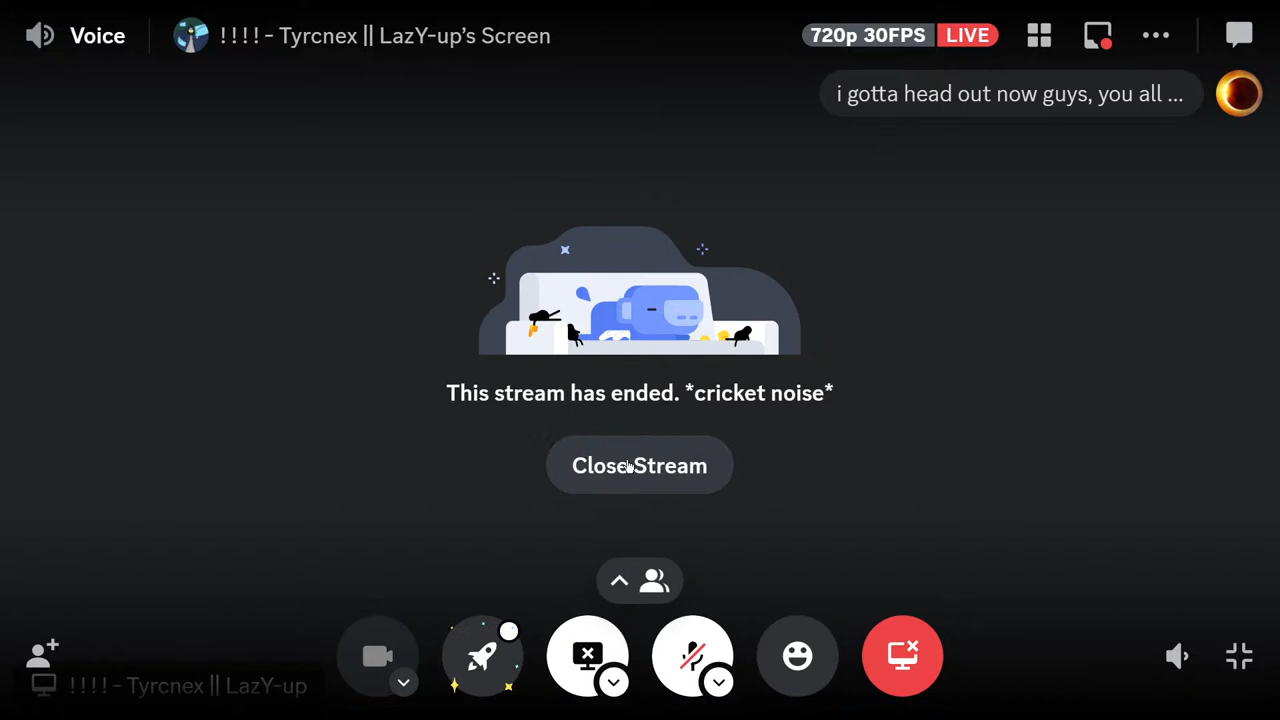 Voice
! ! ! ! - Tyrcnex || LazY-up's Screen
720p 30FPS
LIVE
i gotta head out now guys, you all ...
This stream has ended. *cricket noise*
Close Stream
! ! ! ! - Tyrcnex || LazY-up